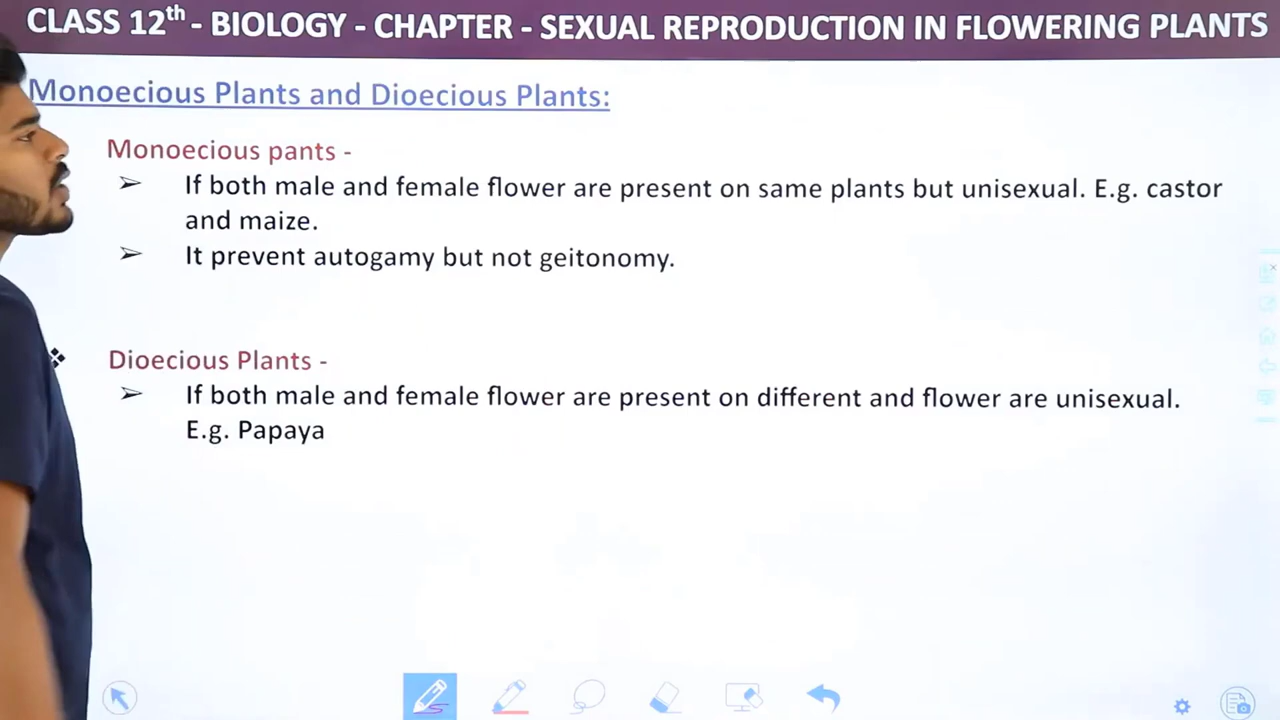 CLASS 12th - BIOLOGY - CHAPTER - SEXUAL REPRODUCTION IN FLOWERING PLANTS
Monoecious Plants and Dioecious Plants:
Monoecious pants -
➢ If both male and female flower are present on same plants but unisexual. E.g. castor
and maize.
➢ It prevent autogamy but not geitonomy.
❖ Dioecious Plants -
➢ If both male and female flower are present on different and flower are unisexual.
E.g. Papaya